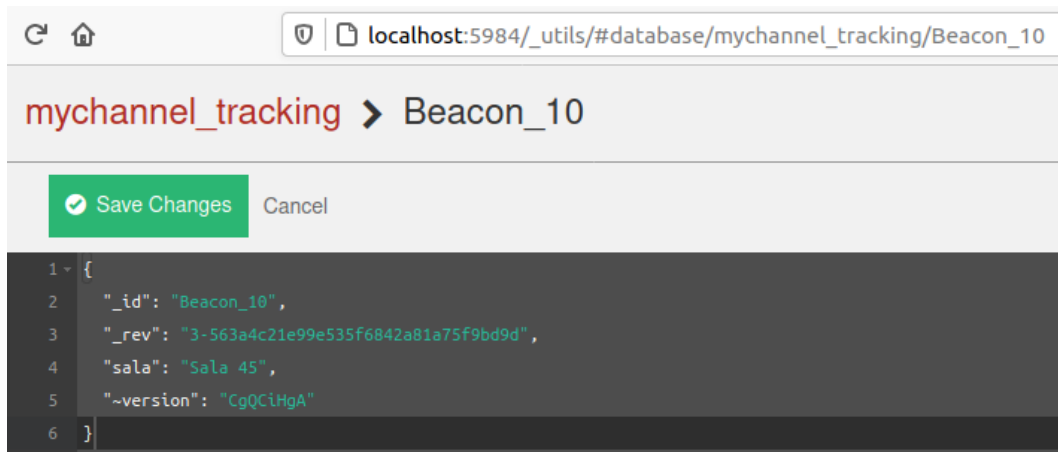 localhost:5984/_utils/#database/mychannel_tracking/Beacon_10
mychannel_tracking > Beacon_10
Save Changes Cancel
1 {
2 "_id": "Beacon_10",
3 "_rev": "3-563a4c21e99e535f6842a81a75f9bd9d",
4 "sala": "Sala 45",
5 "~version": "CgQCiHgA"
6 }